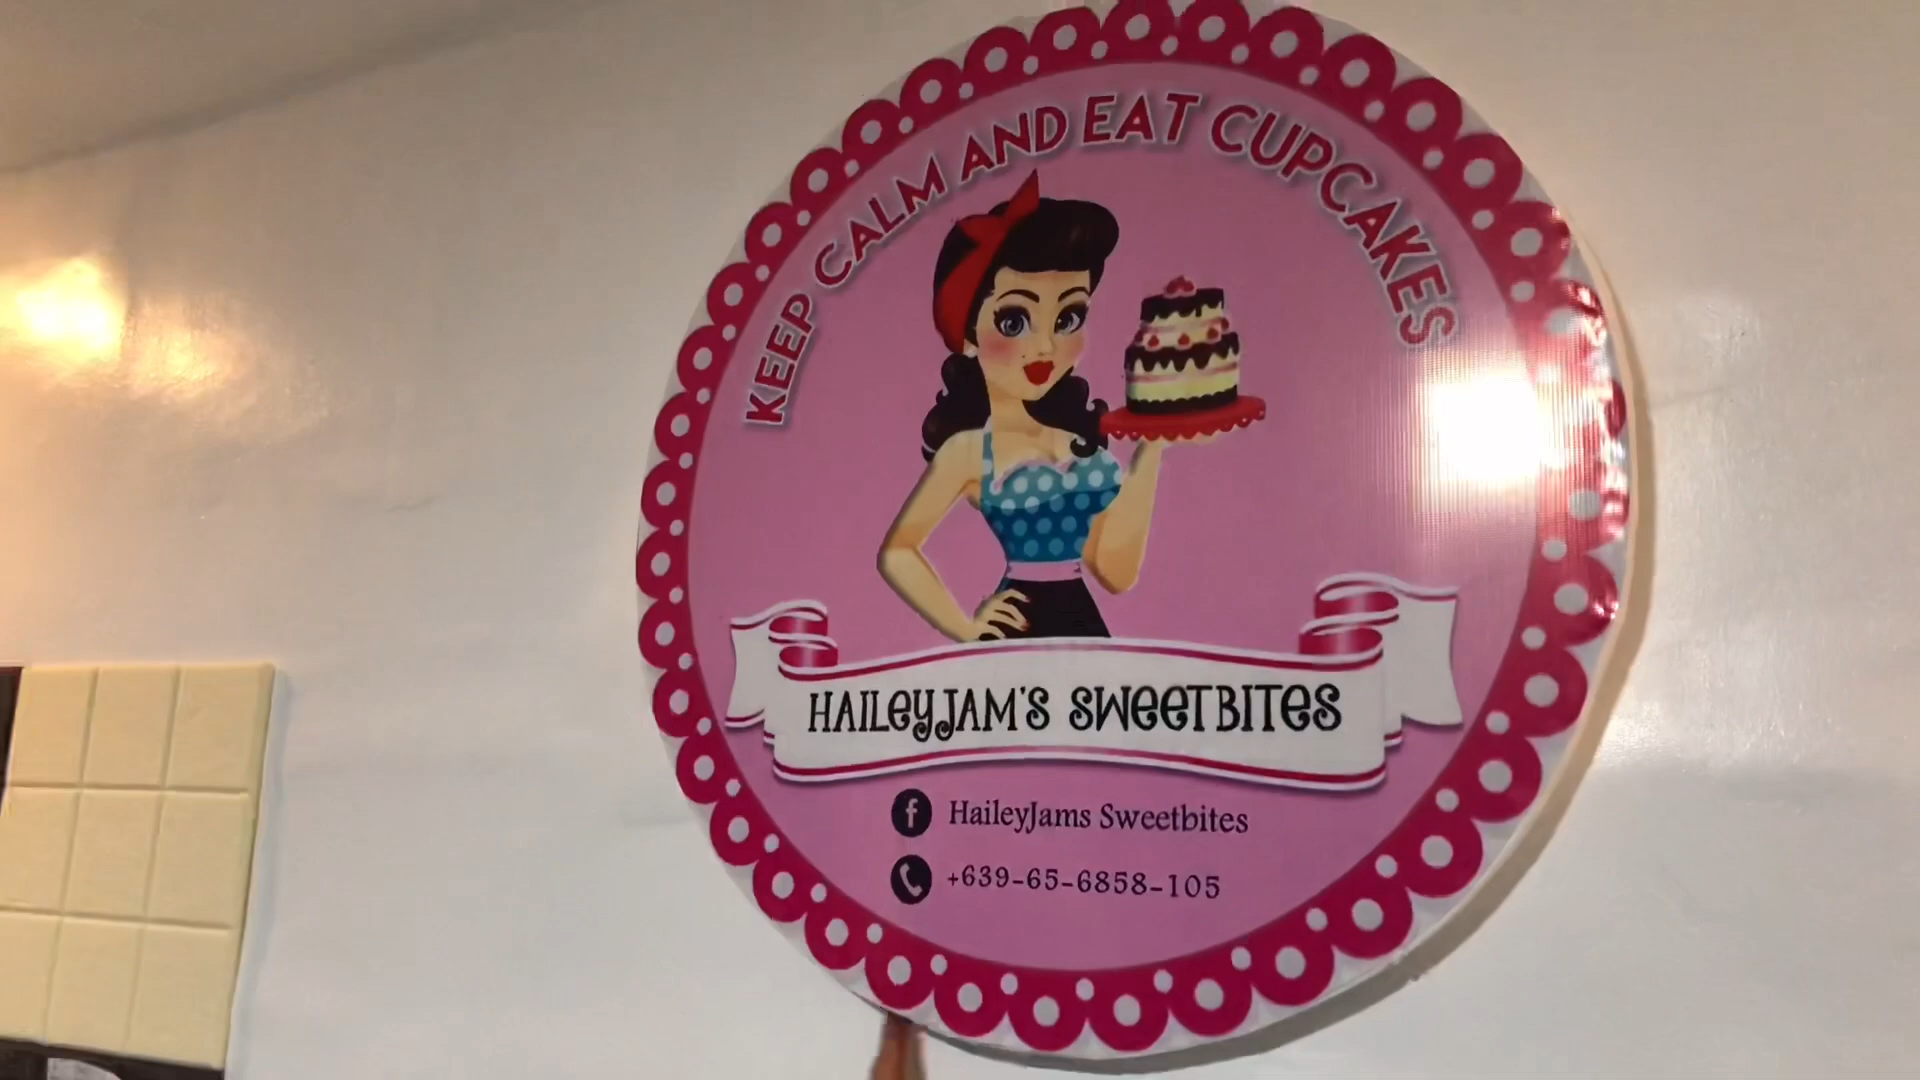 KEEP CALM AND EAT CUPCAKES
HAILEYJAM'S SWEETBITES
f HaileyJams Sweetbites
+639-65-6858-105